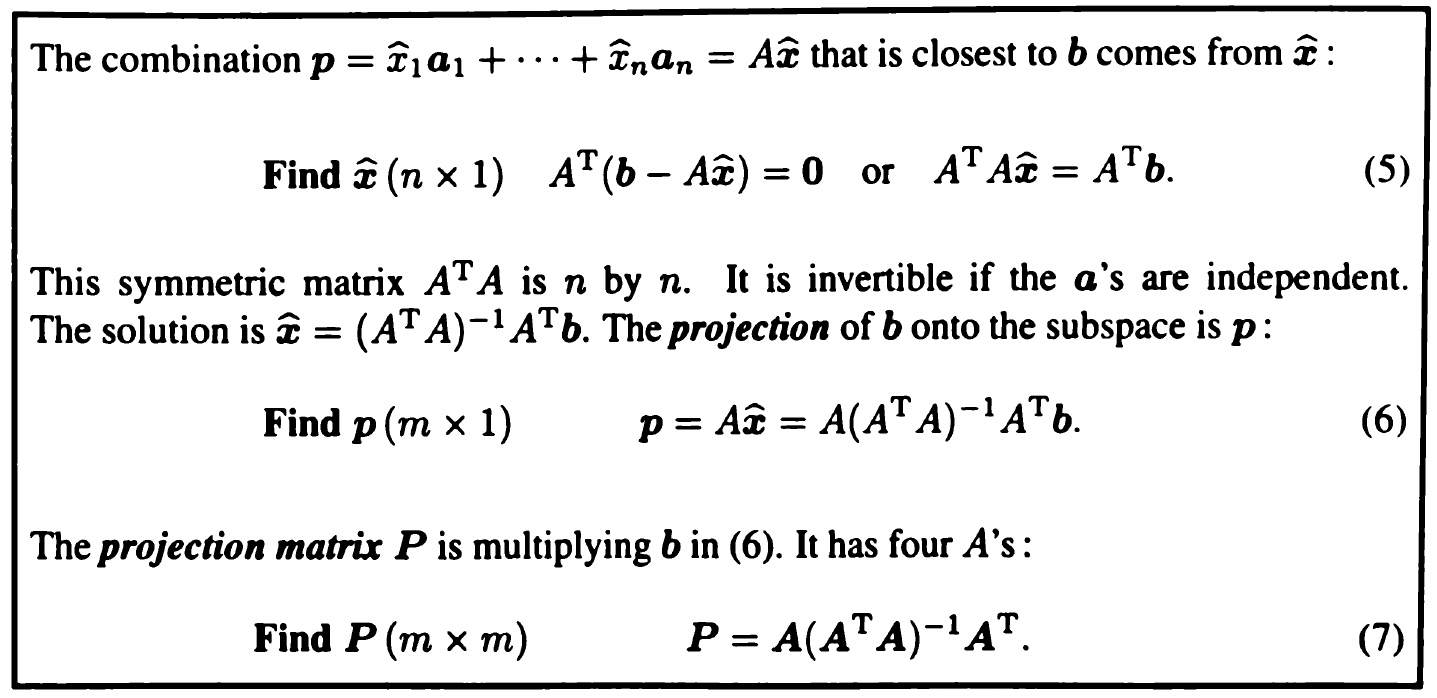 The combination p = x̂₁a₁ + ⋯ + x̂ₙaₙ = Ax̂ that is closest to b comes from x̂ :
Find x̂ (n × 1) Aᵀ(b − Ax̂) = 0 or AᵀAx̂ = Aᵀb. (5)
This symmetric matrix AᵀA is n by n. It is invertible if the a's are independent.
The solution is x̂ = (AᵀA)⁻¹Aᵀb. The projection of b onto the subspace is p :
Find p (m × 1) p = Ax̂ = A(AᵀA)⁻¹Aᵀb. (6)
The projection matrix P is multiplying b in (6). It has four A's :
Find P (m × m) P = A(AᵀA)⁻¹Aᵀ. (7)